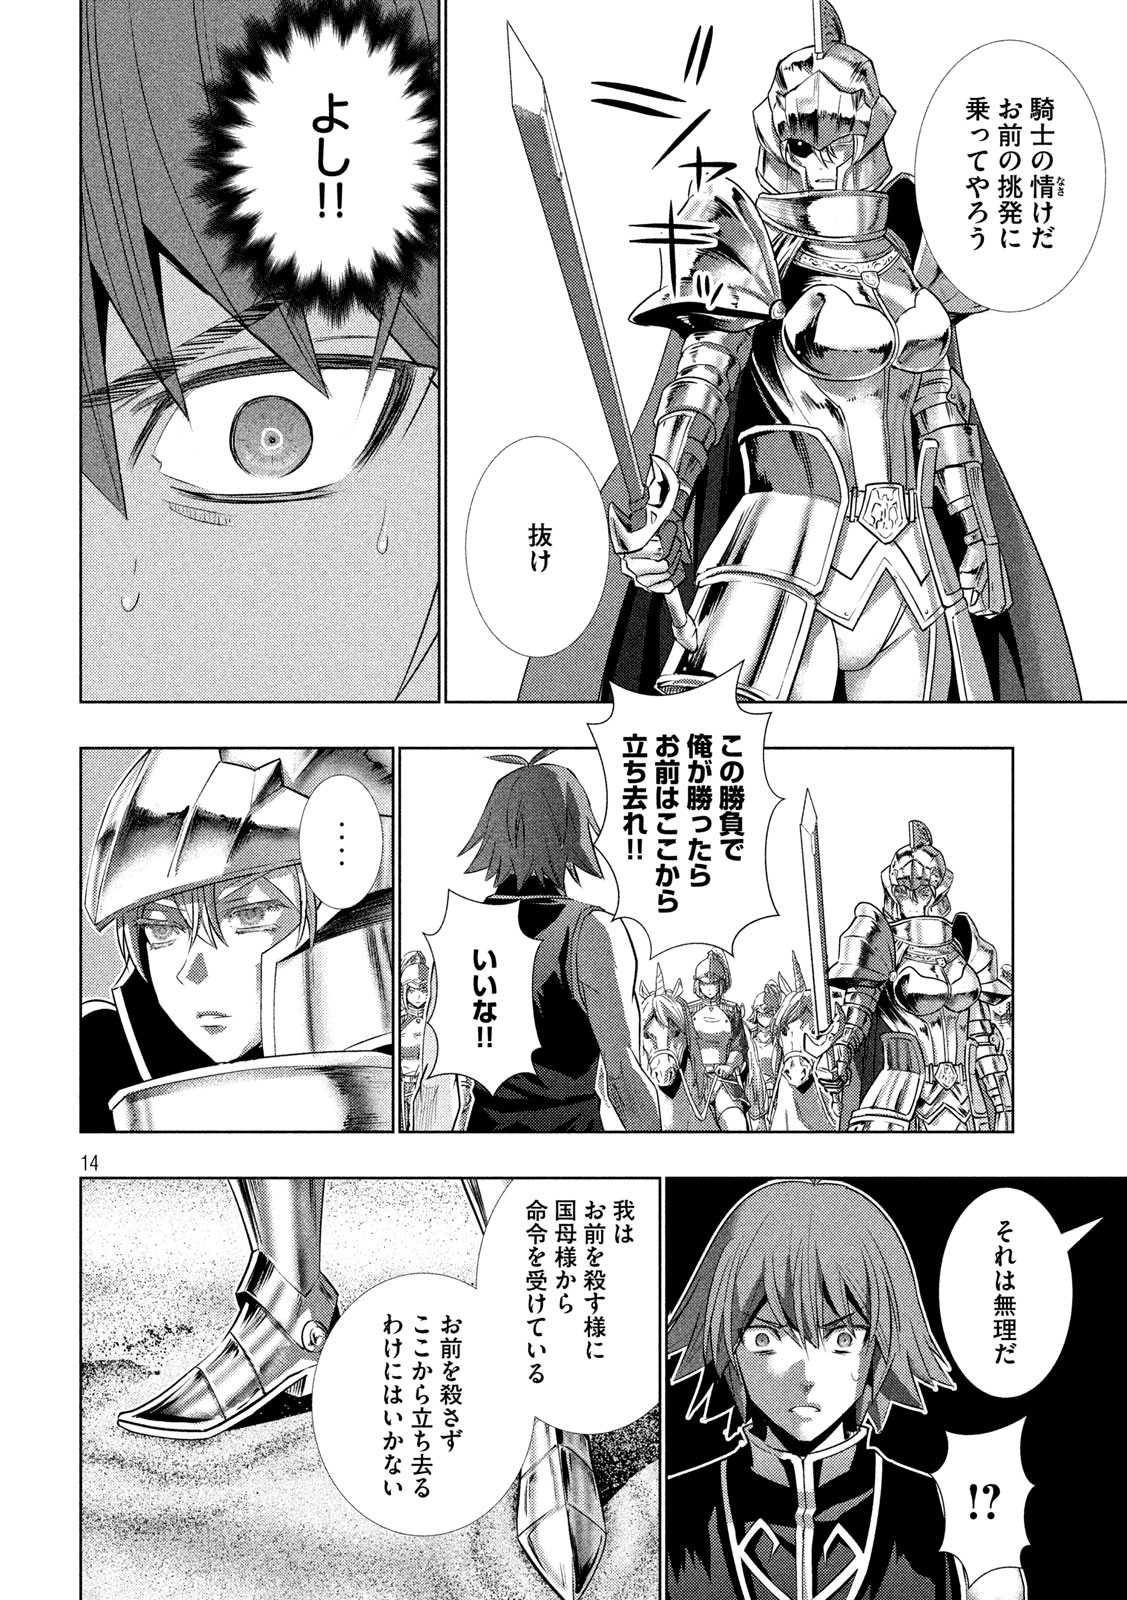 騎士の情けだ
お前の挑発に
乗ってやろう
抜け
よし!!
この勝負で
俺が勝ったら
お前はここから
立ち去れ!!
いいな!!
・・・・
それは無理だ
!?
我は
お前を殺す様に
国母様から
命令を受けている
お前を殺さず
ここから立ち去る
わけにはいかない
14